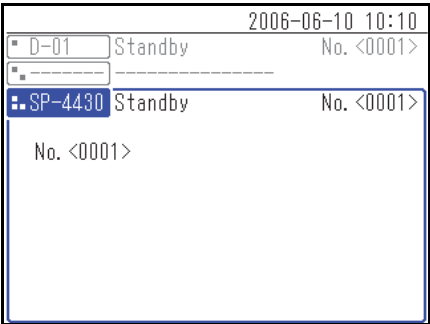 2006-06-10 10:10
D-01 Standby No.<0001>
------- ---------------
SP-4430 Standby No.<0001>
No.<0001>